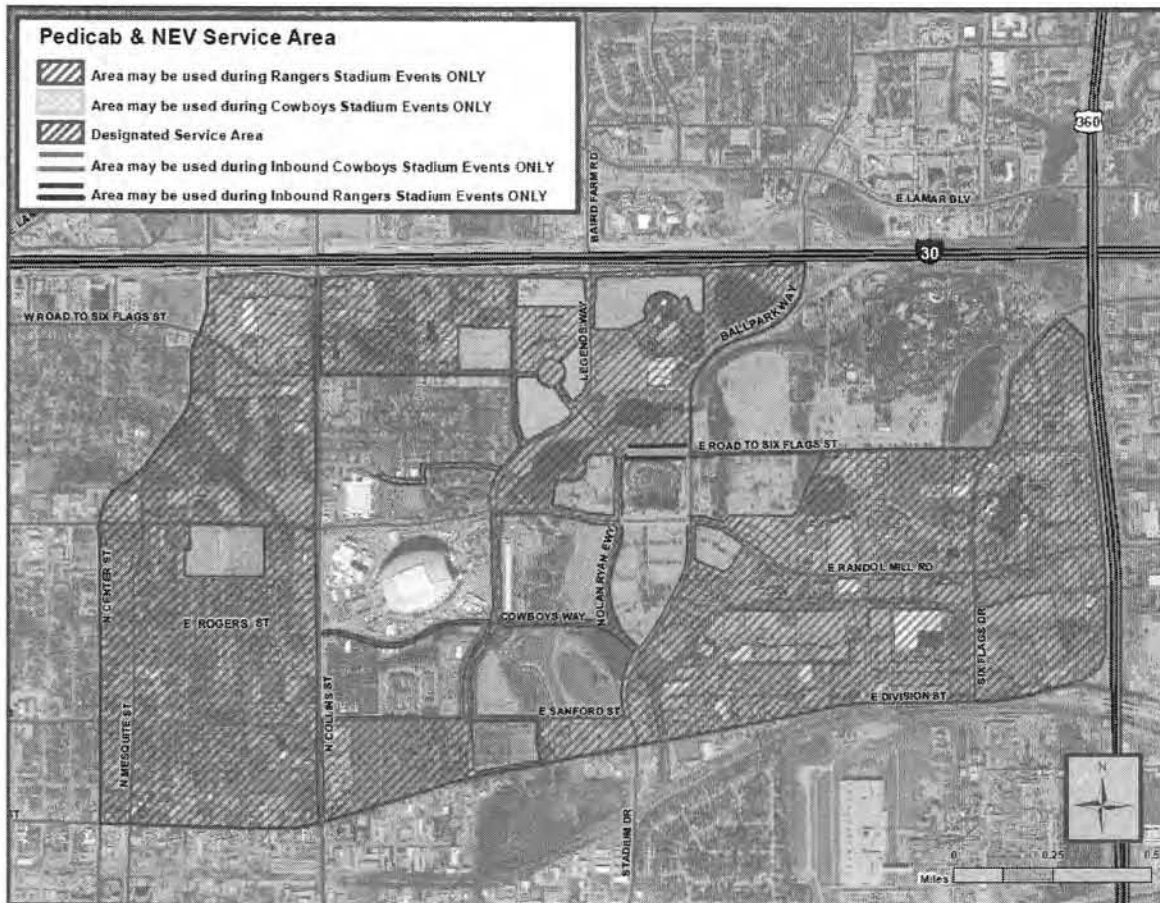 Pedicab & NEV Service Area
Area may be used during Rangers Stadium Events ONLY
Area may be used during Cowboys Stadium Events ONLY
Designated Service Area
Area may be used during Inbound Cowboys Stadium Events ONLY
Area may be used during Inbound Rangers Stadium Events ONLY
360
BAIRD FARM RD
E LAMAR BLV
E LA
30
W ROAD TO SIX FLAGS ST
LEGENDS WAY
BALLPARK WAY
E ROAD TO SIX FLAGS ST
N CENTER ST
NOLAN RYAN EWY
E RANDOL MILL RD
E ROGERS ST
COWBOYS WAY
SIX FLAGS DR
N MESQUITE ST
N COLLINS ST
E SANFORD ST
E DIVISION ST
ST
STADIUM DR
N
0 0.25 0.5
Miles